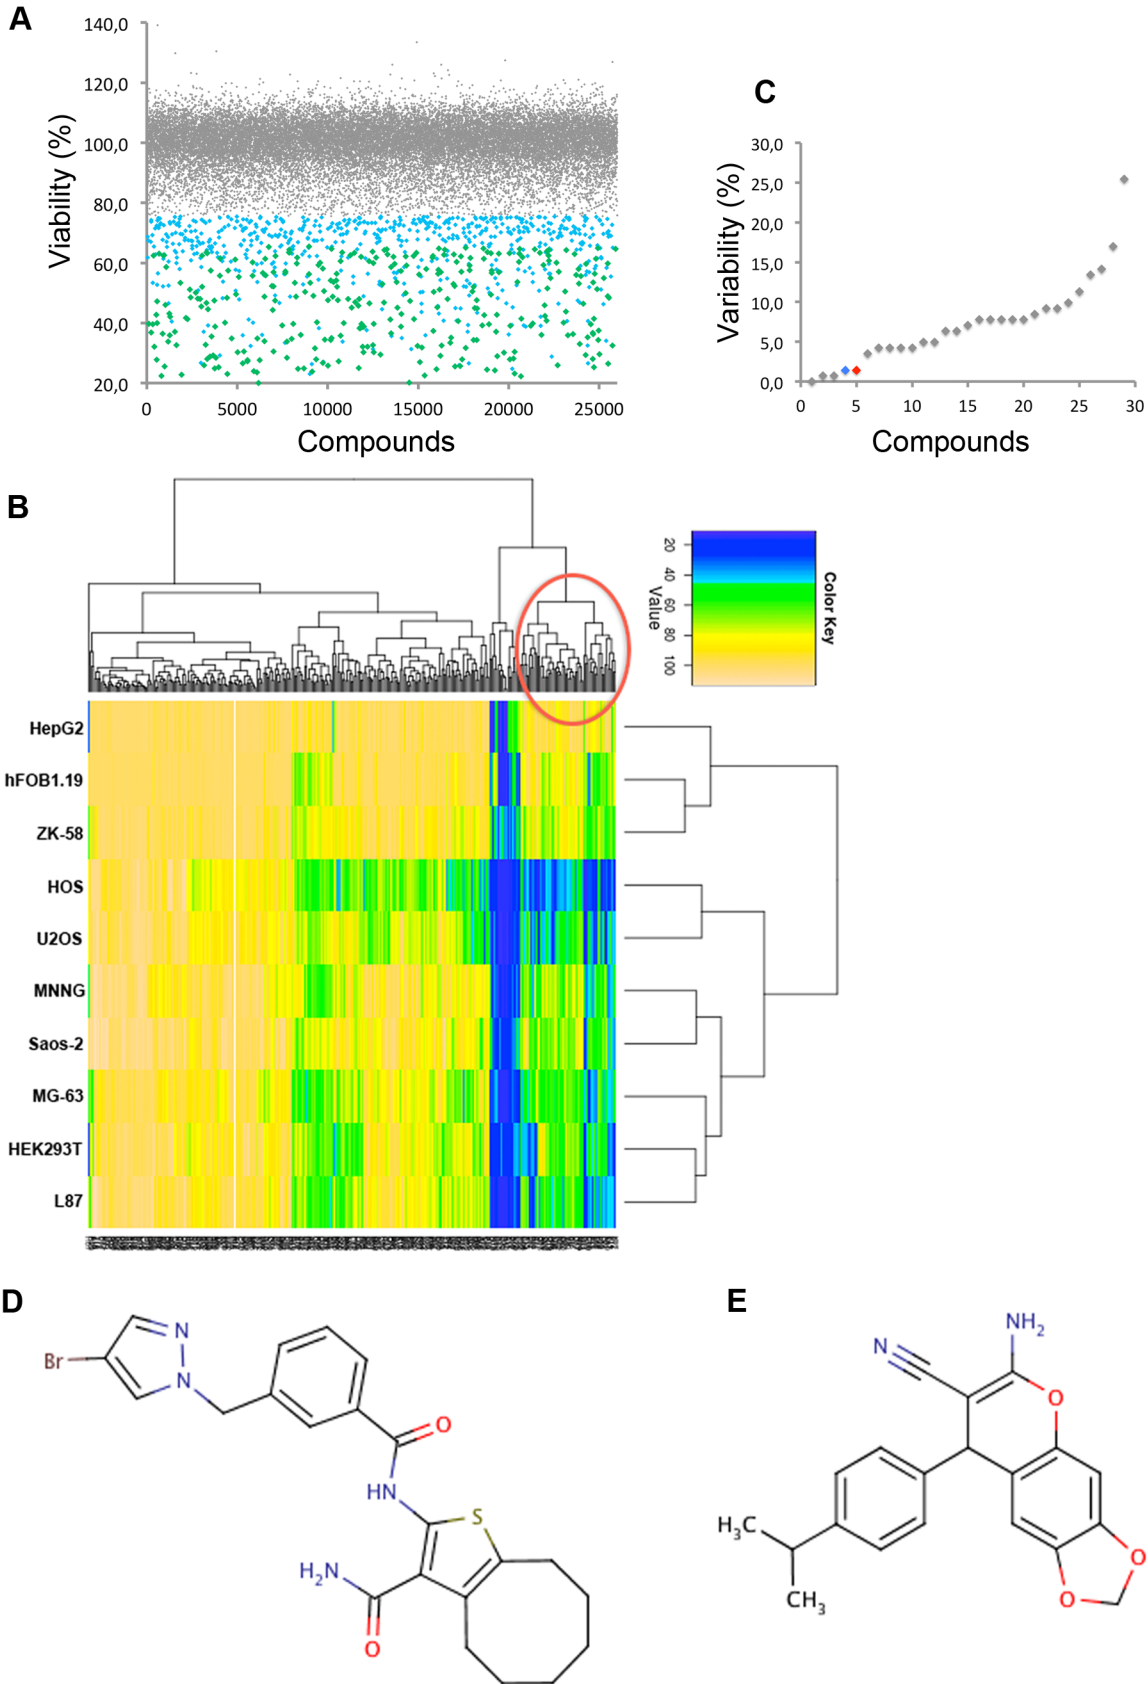 A
140,0
120,0
100,0
80,0
60,0
40,0
20,0
Viability (%)
0 5000 10000 15000 20000 25000
Compounds
C
30,0
25,0
20,0
15,0
10,0
5,0
0,0
Variability (%)
0 5 10 15 20 25 30
Compounds
B
20 40 60 80 100
Value
Color Key
HepG2
hFOB1.19
ZK-58
HOS
U2OS
MNNG
Saos-2
MG-63
HEK293T
L87
D
Br
N
N
O
HN
S
H2N
O
E
NH2
N
O
H3C
CH3
O
O